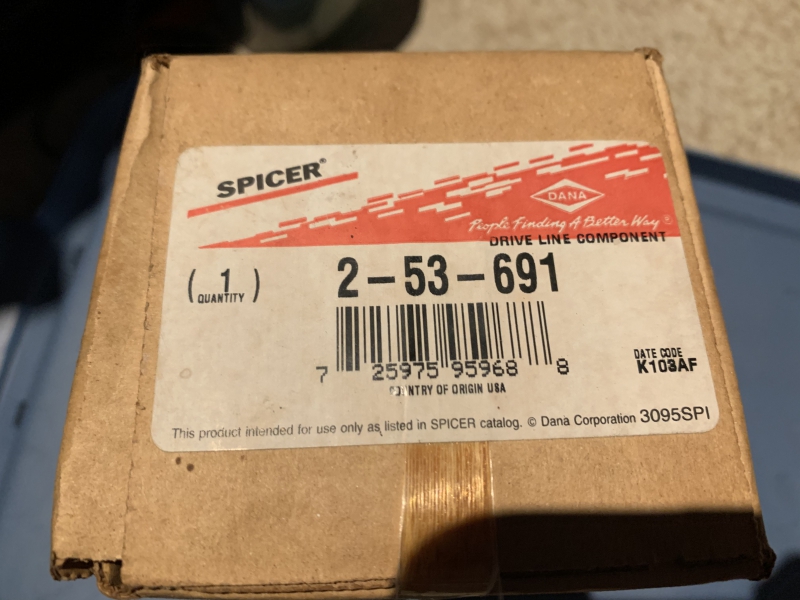 SPICER®
DANA
People Finding A Better Way®
DRIVE LINE COMPONENT
( 1 )
QUANTITY
2-53-691
7 25975 95968 8
COUNTRY OF ORIGIN USA
DATE CODE
K103AF
This product intended for use only as listed in SPICER catalog. © Dana Corporation 3095SPI